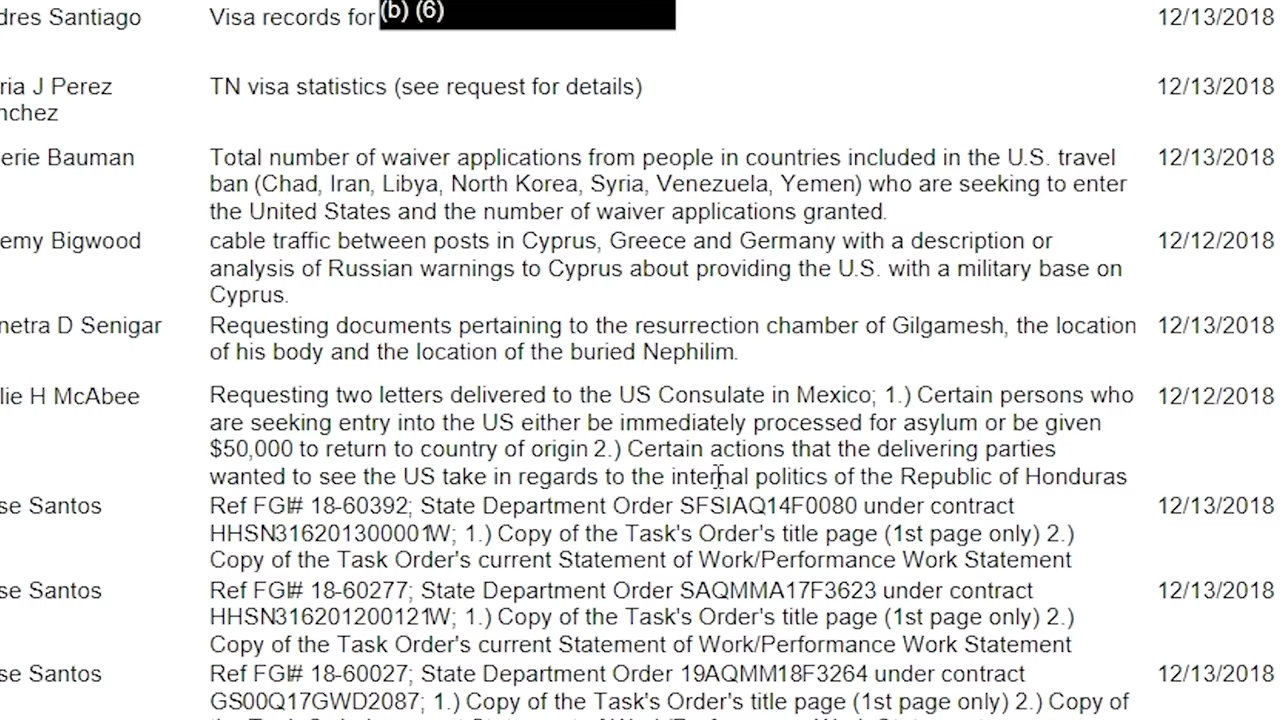 dres Santiago Visa records for (b) (6) 12/13/2018
ria J Perez TN visa statistics (see request for details) 12/13/2018
nchez
erie Bauman Total number of waiver applications from people in countries included in the U.S. travel 12/13/2018
ban (Chad, Iran, Libya, North Korea, Syria, Venezuela, Yemen) who are seeking to enter
the United States and the number of waiver applications granted.
emy Bigwood cable traffic between posts in Cyprus, Greece and Germany with a description or 12/12/2018
analysis of Russian warnings to Cyprus about providing the U.S. with a military base on
Cyprus.
netra D Senigar Requesting documents pertaining to the resurrection chamber of Gilgamesh, the location 12/13/2018
of his body and the location of the buried Nephilim.
lie H McAbee Requesting two letters delivered to the US Consulate in Mexico; 1.) Certain persons who 12/12/2018
are seeking entry into the US either be immediately processed for asylum or be given
$50,000 to return to country of origin 2.) Certain actions that the delivering parties
wanted to see the US take in regards to the internal politics of the Republic of Honduras
se Santos Ref FGI# 18-60392; State Department Order SFSIAQ14F0080 under contract 12/13/2018
HHSN316201300001W; 1.) Copy of the Task's Order's title page (1st page only) 2.)
Copy of the Task Order's current Statement of Work/Performance Work Statement
se Santos Ref FGI# 18-60277; State Department Order SAQMMA17F3623 under contract 12/13/2018
HHSN316201200121W; 1.) Copy of the Task's Order's title page (1st page only) 2.)
Copy of the Task Order's current Statement of Work/Performance Work Statement
se Santos Ref FGI# 18-60027; State Department Order 19AQMM18F3264 under contract 12/13/2018
GS00Q17GWD2087; 1.) Copy of the Task's Order's title page (1st page only) 2.) Copy of